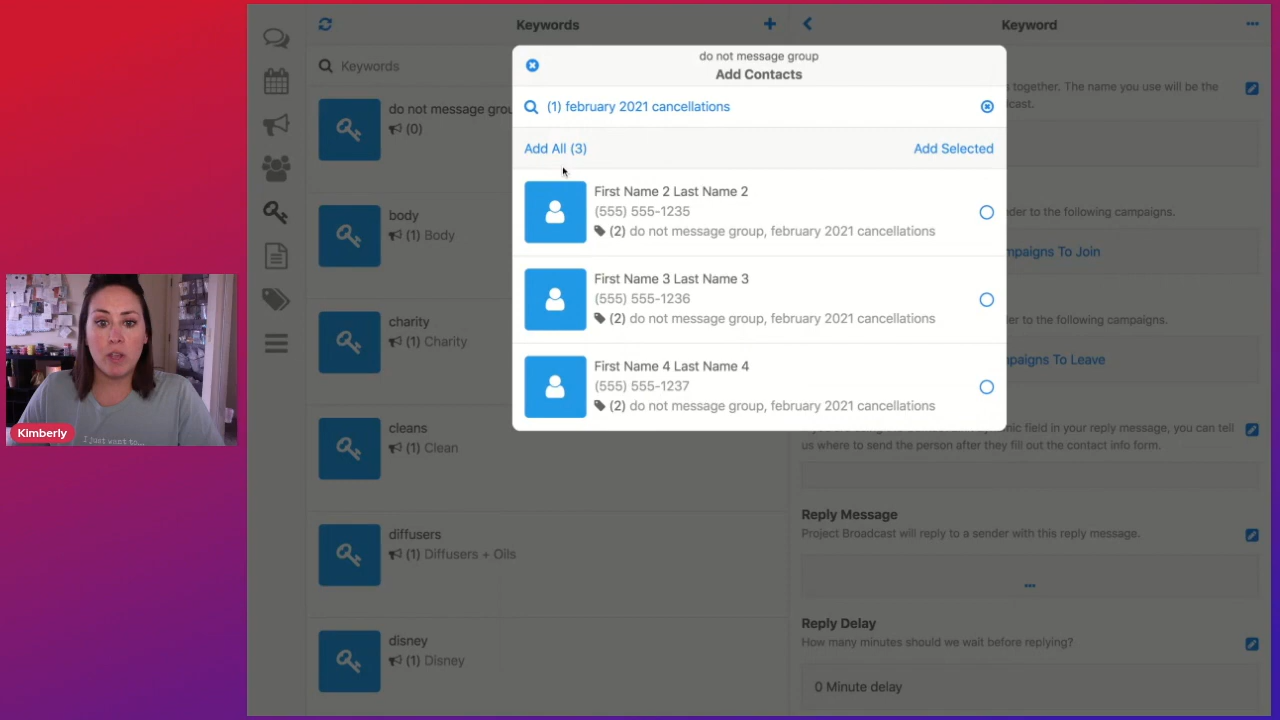 Keywords
Keywords
do not message grou
(0)
body
(1) Body
charity
(1) Charity
cleans
(1) Clean
diffusers
(1) Diffusers + Oils
disney
(1) Disney
do not message group
Add Contacts
(1) february 2021 cancellations
Add All (3)
Add Selected
First Name 2 Last Name 2
(555) 555-1235
(2) do not message group, february 2021 cancellations
First Name 3 Last Name 3
(555) 555-1236
(2) do not message group, february 2021 cancellations
First Name 4 Last Name 4
(555) 555-1237
(2) do not message group, february 2021 cancellations
Keyword
s together. The name you use will be the
cast.
nder to the following campaigns.
mpaigns To Join
der to the following campaigns.
mpaigns To Leave
nic field in your reply message, you can tell
us where to send the person after they fill out the contact info form.
Reply Message
Project Broadcast will reply to a sender with this reply message.
Reply Delay
How many minutes should we wait before replying?
0 Minute delay
I just want to...
Kimberly